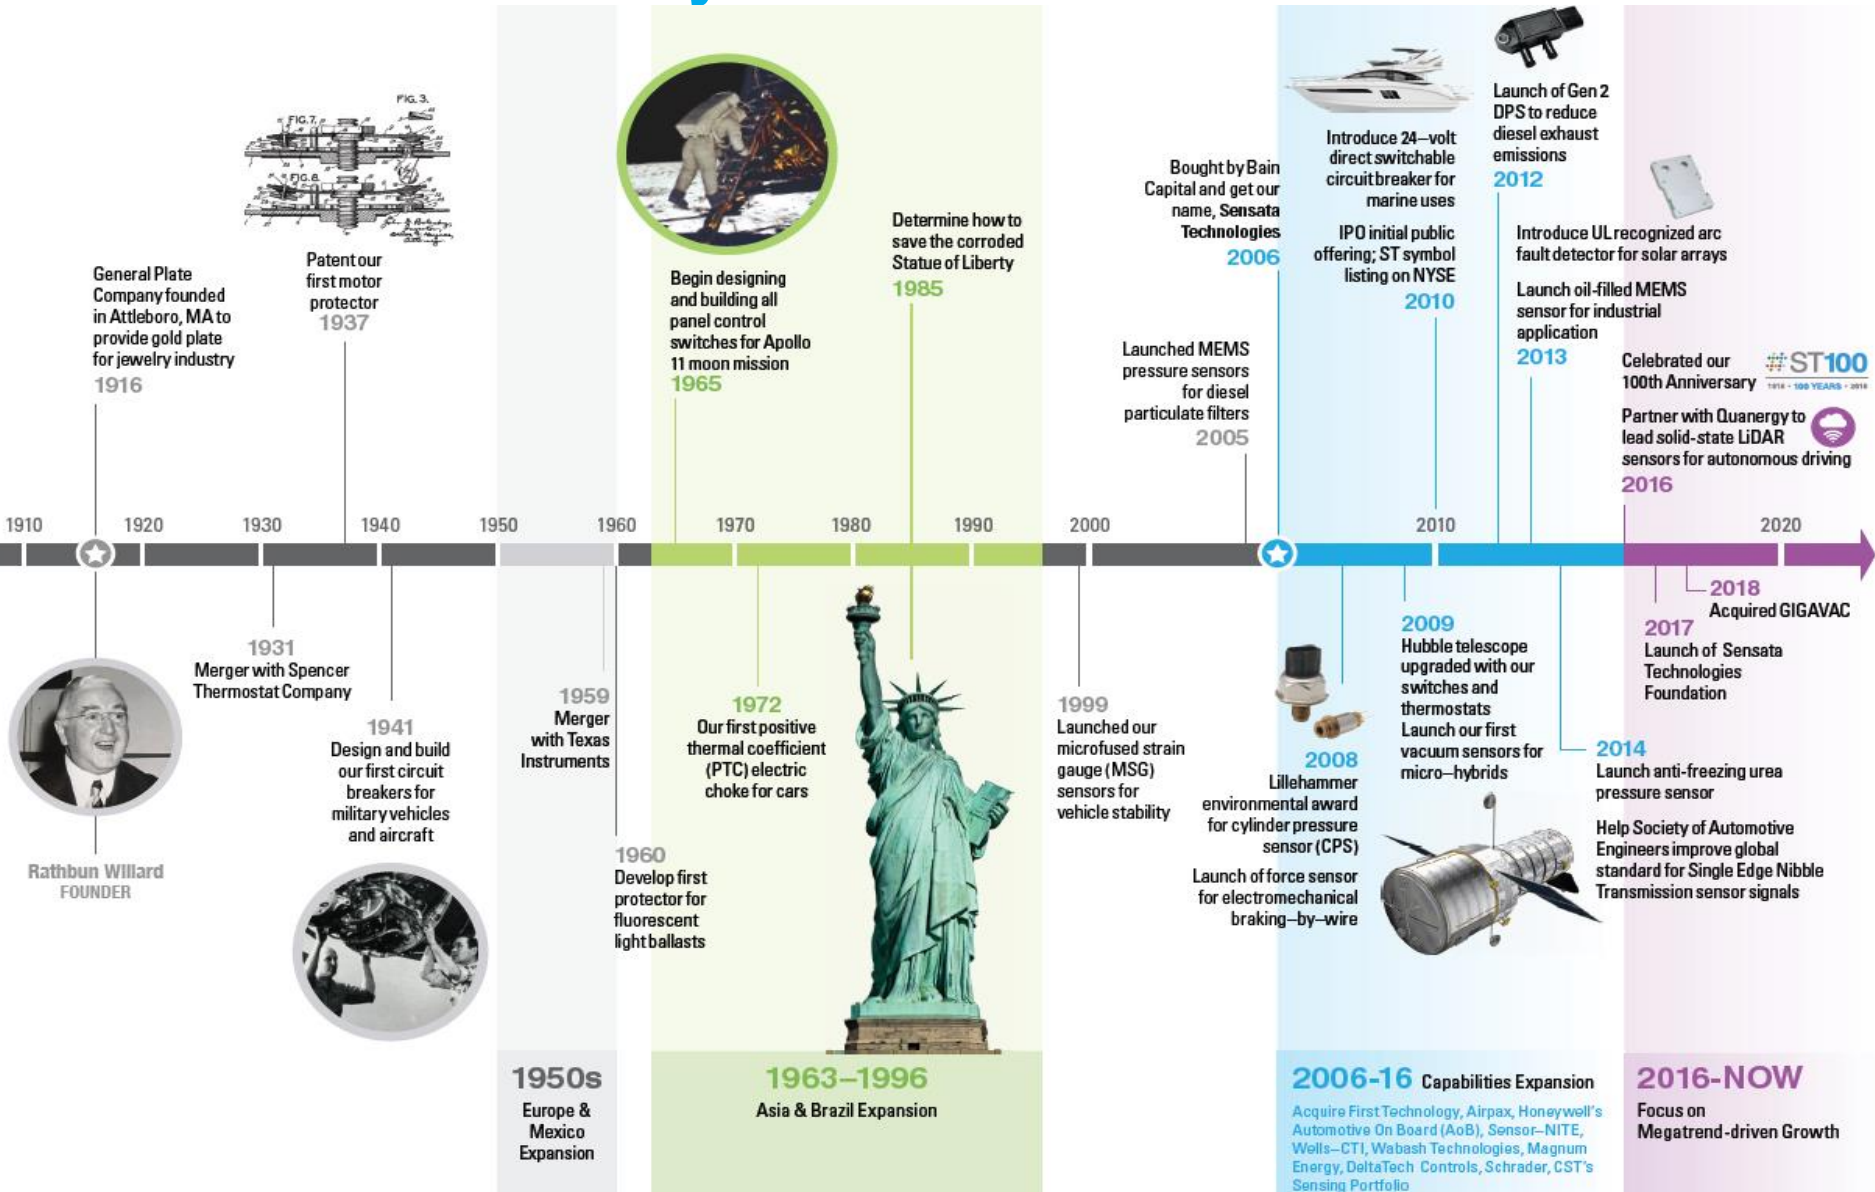 FIG. 3.
FIG. 7.
FIG. 8.
General Plate
Company founded
in Attleboro, MA to
provide gold plate
for jewelry industry
1916
Patent our
first motor
protector
1937
Begin designing
and building all
panel control
switches for Apollo
11 moon mission
1965
Determine how to
save the corroded
Statue of Liberty
1985
Launched MEMS
pressure sensors
for diesel
particulate filters
2005
Bought by Bain
Capital and get our
name, Sensata
Technologies
2006
Introduce 24–volt
direct switchable
circuit breaker for
marine uses
IPO initial public
offering; ST symbol
listing on NYSE
2010
Launch of Gen 2
DPS to reduce
diesel exhaust
emissions
2012
Introduce UL recognized arc
fault detector for solar arrays
Launch oil-filled MEMS
sensor for industrial
application
2013
Celebrated our
100th Anniversary
#ST100
1916 - 100 YEARS - 2016
Partner with Quanergy to
lead solid-state LiDAR
sensors for autonomous driving
2016
1910 1920 1930 1940 1950 1960 1970 1980 1990 2000 2010 2020
Rathbun Willard
FOUNDER
1931
Merger with Spencer
Thermostat Company
1941
Design and build
our first circuit
breakers for
military vehicles
and aircraft
1959
Merger
with Texas
Instruments
1960
Develop first
protector for
fluorescent
light ballasts
1972
Our first positive
thermal coefficient
(PTC) electric
choke for cars
1999
Launched our
microfused strain
gauge (MSG)
sensors for
vehicle stability
2008
Lillehammer
environmental award
for cylinder pressure
sensor (CPS)
Launch of force sensor
for electromechanical
braking–by–wire
2009
Hubble telescope
upgraded with our
switches and
thermostats
Launch our first
vacuum sensors for
micro–hybrids
2014
Launch anti-freezing urea
pressure sensor
Help Society of Automotive
Engineers improve global
standard for Single Edge Nibble
Transmission sensor signals
2017
Launch of Sensata
Technologies
Foundation
2018
Acquired GIGAVAC
1950s
Europe &
Mexico
Expansion
1963–1996
Asia & Brazil Expansion
2006-16 Capabilities Expansion
Acquire First Technology, Airpax, Honeywell's
Automotive On Board (AoB), Sensor–NITE,
Wells–CTI, Wabash Technologies, Magnum
Energy, DeltaTech Controls, Schrader, CST's
Sensing Portfolio
2016-NOW
Focus on
Megatrend-driven Growth